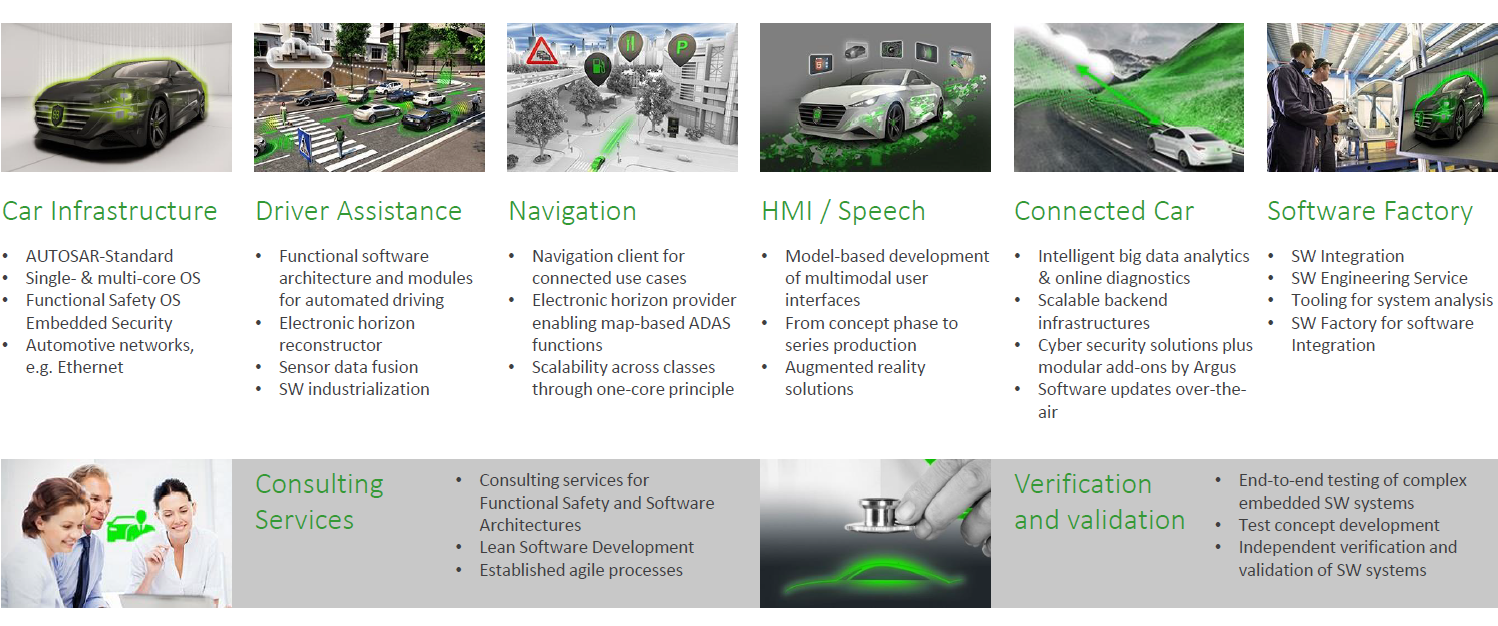 P
Car Infrastructure
• AUTOSAR-Standard
• Single- & multi-core OS
• Functional Safety OS
Embedded Security
• Automotive networks,
e.g. Ethernet
Driver Assistance
• Functional software
architecture and modules
for automated driving
• Electronic horizon
reconstructor
• Sensor data fusion
• SW industrialization
Navigation
• Navigation client for
connected use cases
• Electronic horizon provider
enabling map-based ADAS
functions
• Scalability across classes
through one-core principle
HMI / Speech
• Model-based development
of multimodal user
interfaces
• From concept phase to
series production
• Augmented reality
solutions
Connected Car
• Intelligent big data analytics
& online diagnostics
• Scalable backend
infrastructures
• Cyber security solutions plus
modular add-ons by Argus
• Software updates over-the-
air
Software Factory
• SW Integration
• SW Engineering Service
• Tooling for system analysis
• SW Factory for software
Integration
Consulting
Services
• Consulting services for
Functional Safety and Software
Architectures
• Lean Software Development
• Established agile processes
Verification
and validation
• End-to-end testing of complex
embedded SW systems
• Test concept development
• Independent verification and
validation of SW systems